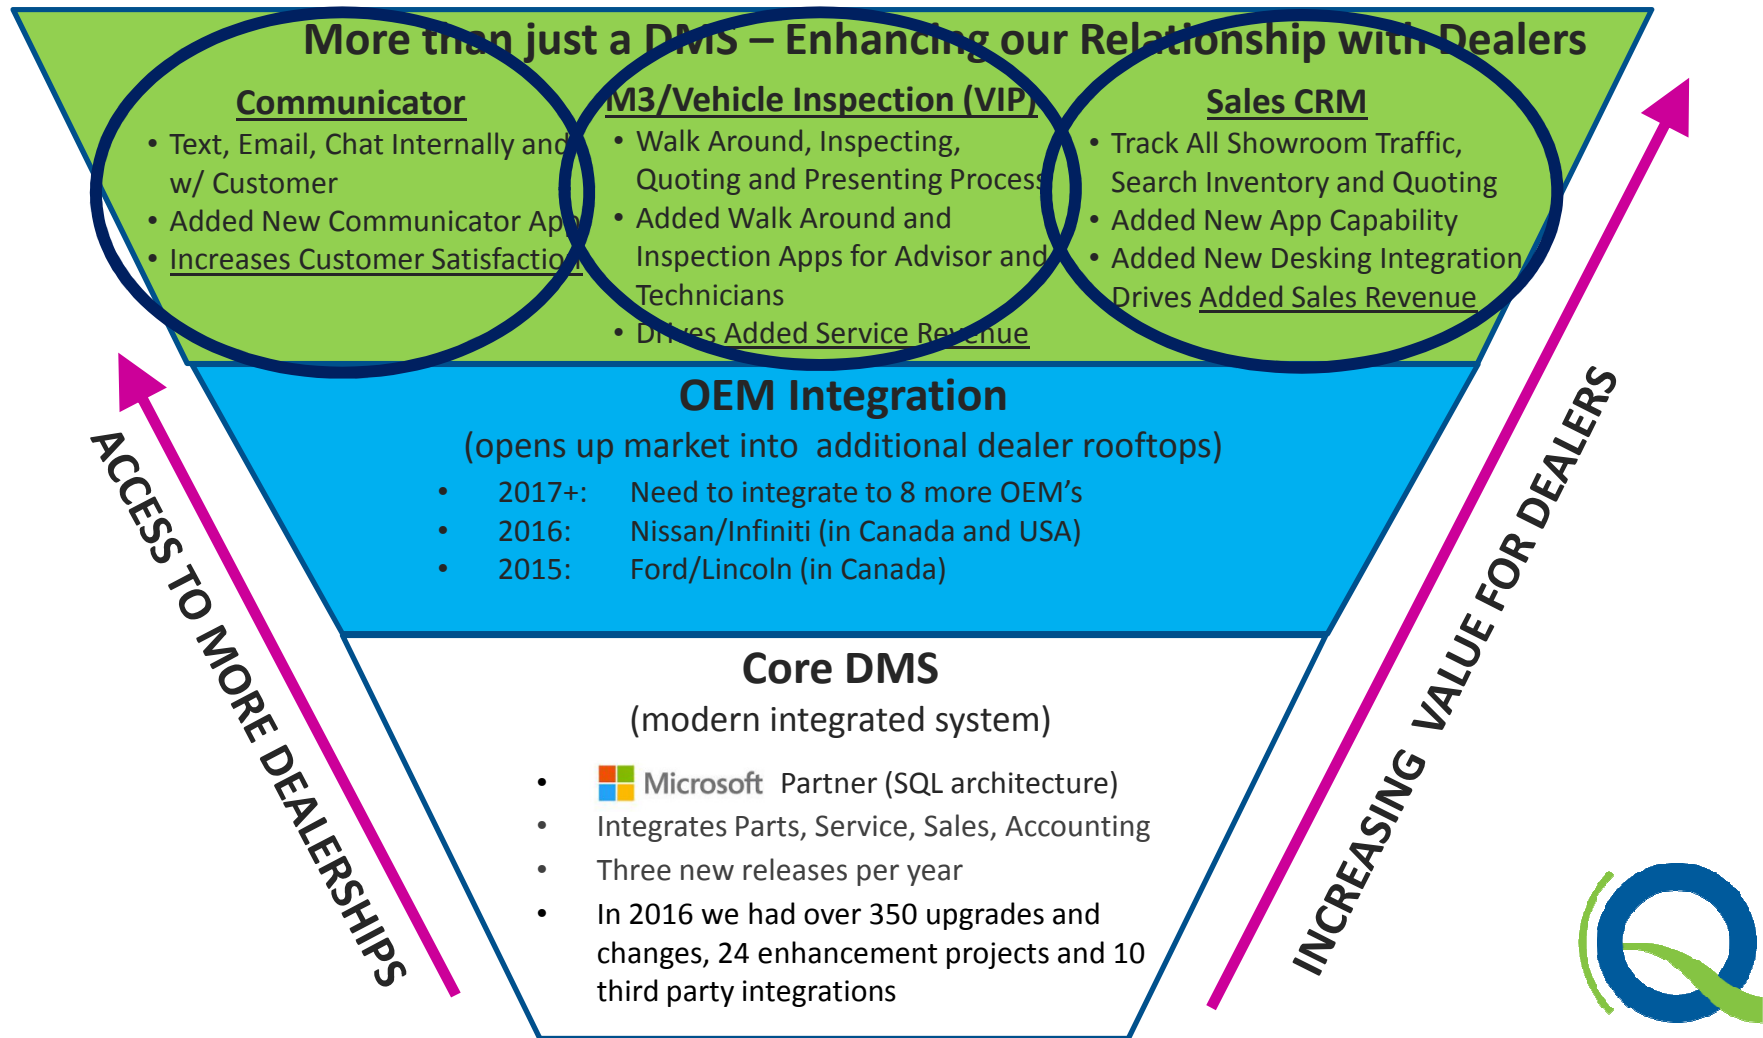 More than just a DMS – Enhancing our Relationship with Dealers
Communicator
• Text, Email, Chat Internally and
w/ Customer
• Added New Communicator App
• Increases Customer Satisfaction
M3/Vehicle Inspection (VIP)
• Walk Around, Inspecting,
Quoting and Presenting Process
• Added Walk Around and
Inspection Apps for Advisor and
Technicians
• Drives Added Service Revenue
Sales CRM
• Track All Showroom Traffic,
Search Inventory and Quoting
• Added New App Capability
• Added New Desking Integration
Drives Added Sales Revenue
OEM Integration
(opens up market into additional dealer rooftops)
• 2017+: Need to integrate to 8 more OEM’s
• 2016: Nissan/Infiniti (in Canada and USA)
• 2015: Ford/Lincoln (in Canada)
Core DMS
(modern integrated system)
• Microsoft Partner (SQL architecture)
• Integrates Parts, Service, Sales, Accounting
• Three new releases per year
• In 2016 we had over 350 upgrades and
changes, 24 enhancement projects and 10
third party integrations
ACCESS TO MORE DEALERSHIPS
INCREASING VALUE FOR DEALERS